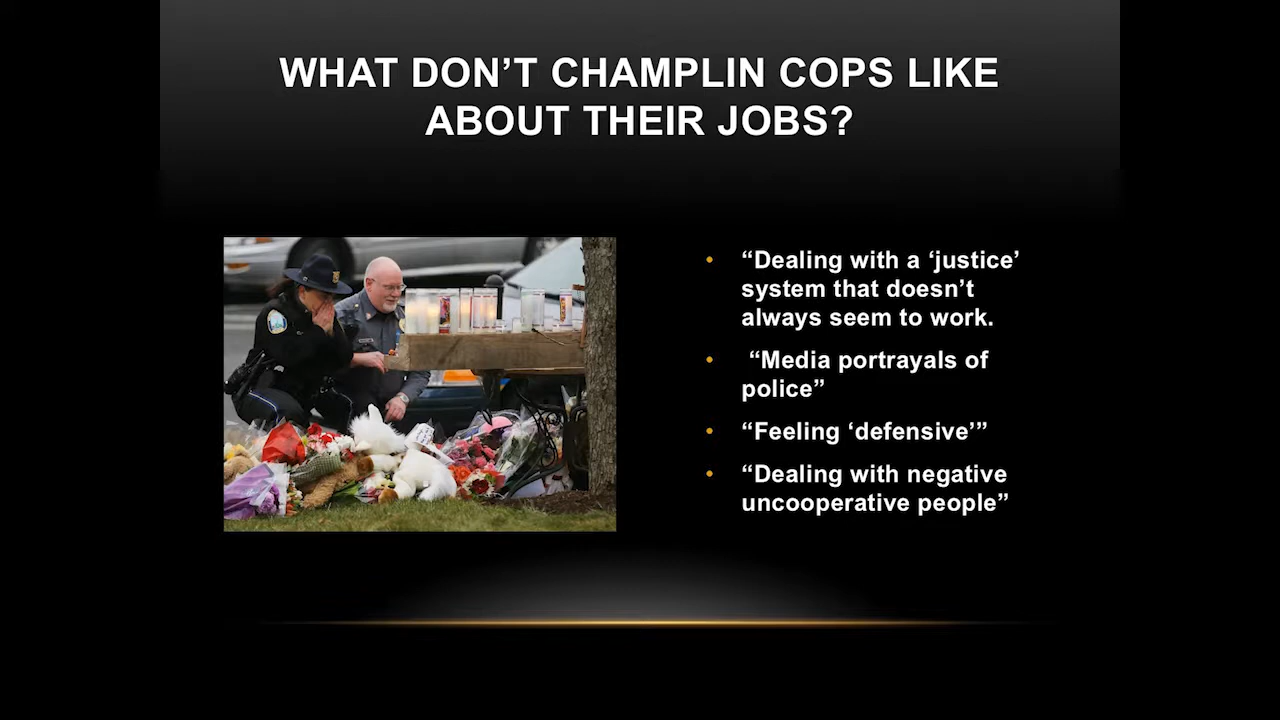 WHAT DON’T CHAMPLIN COPS LIKE
ABOUT THEIR JOBS?
• “Dealing with a ‘justice’
system that doesn’t
always seem to work.
• “Media portrayals of
police”
• “Feeling ‘defensive’”
• “Dealing with negative
uncooperative people”